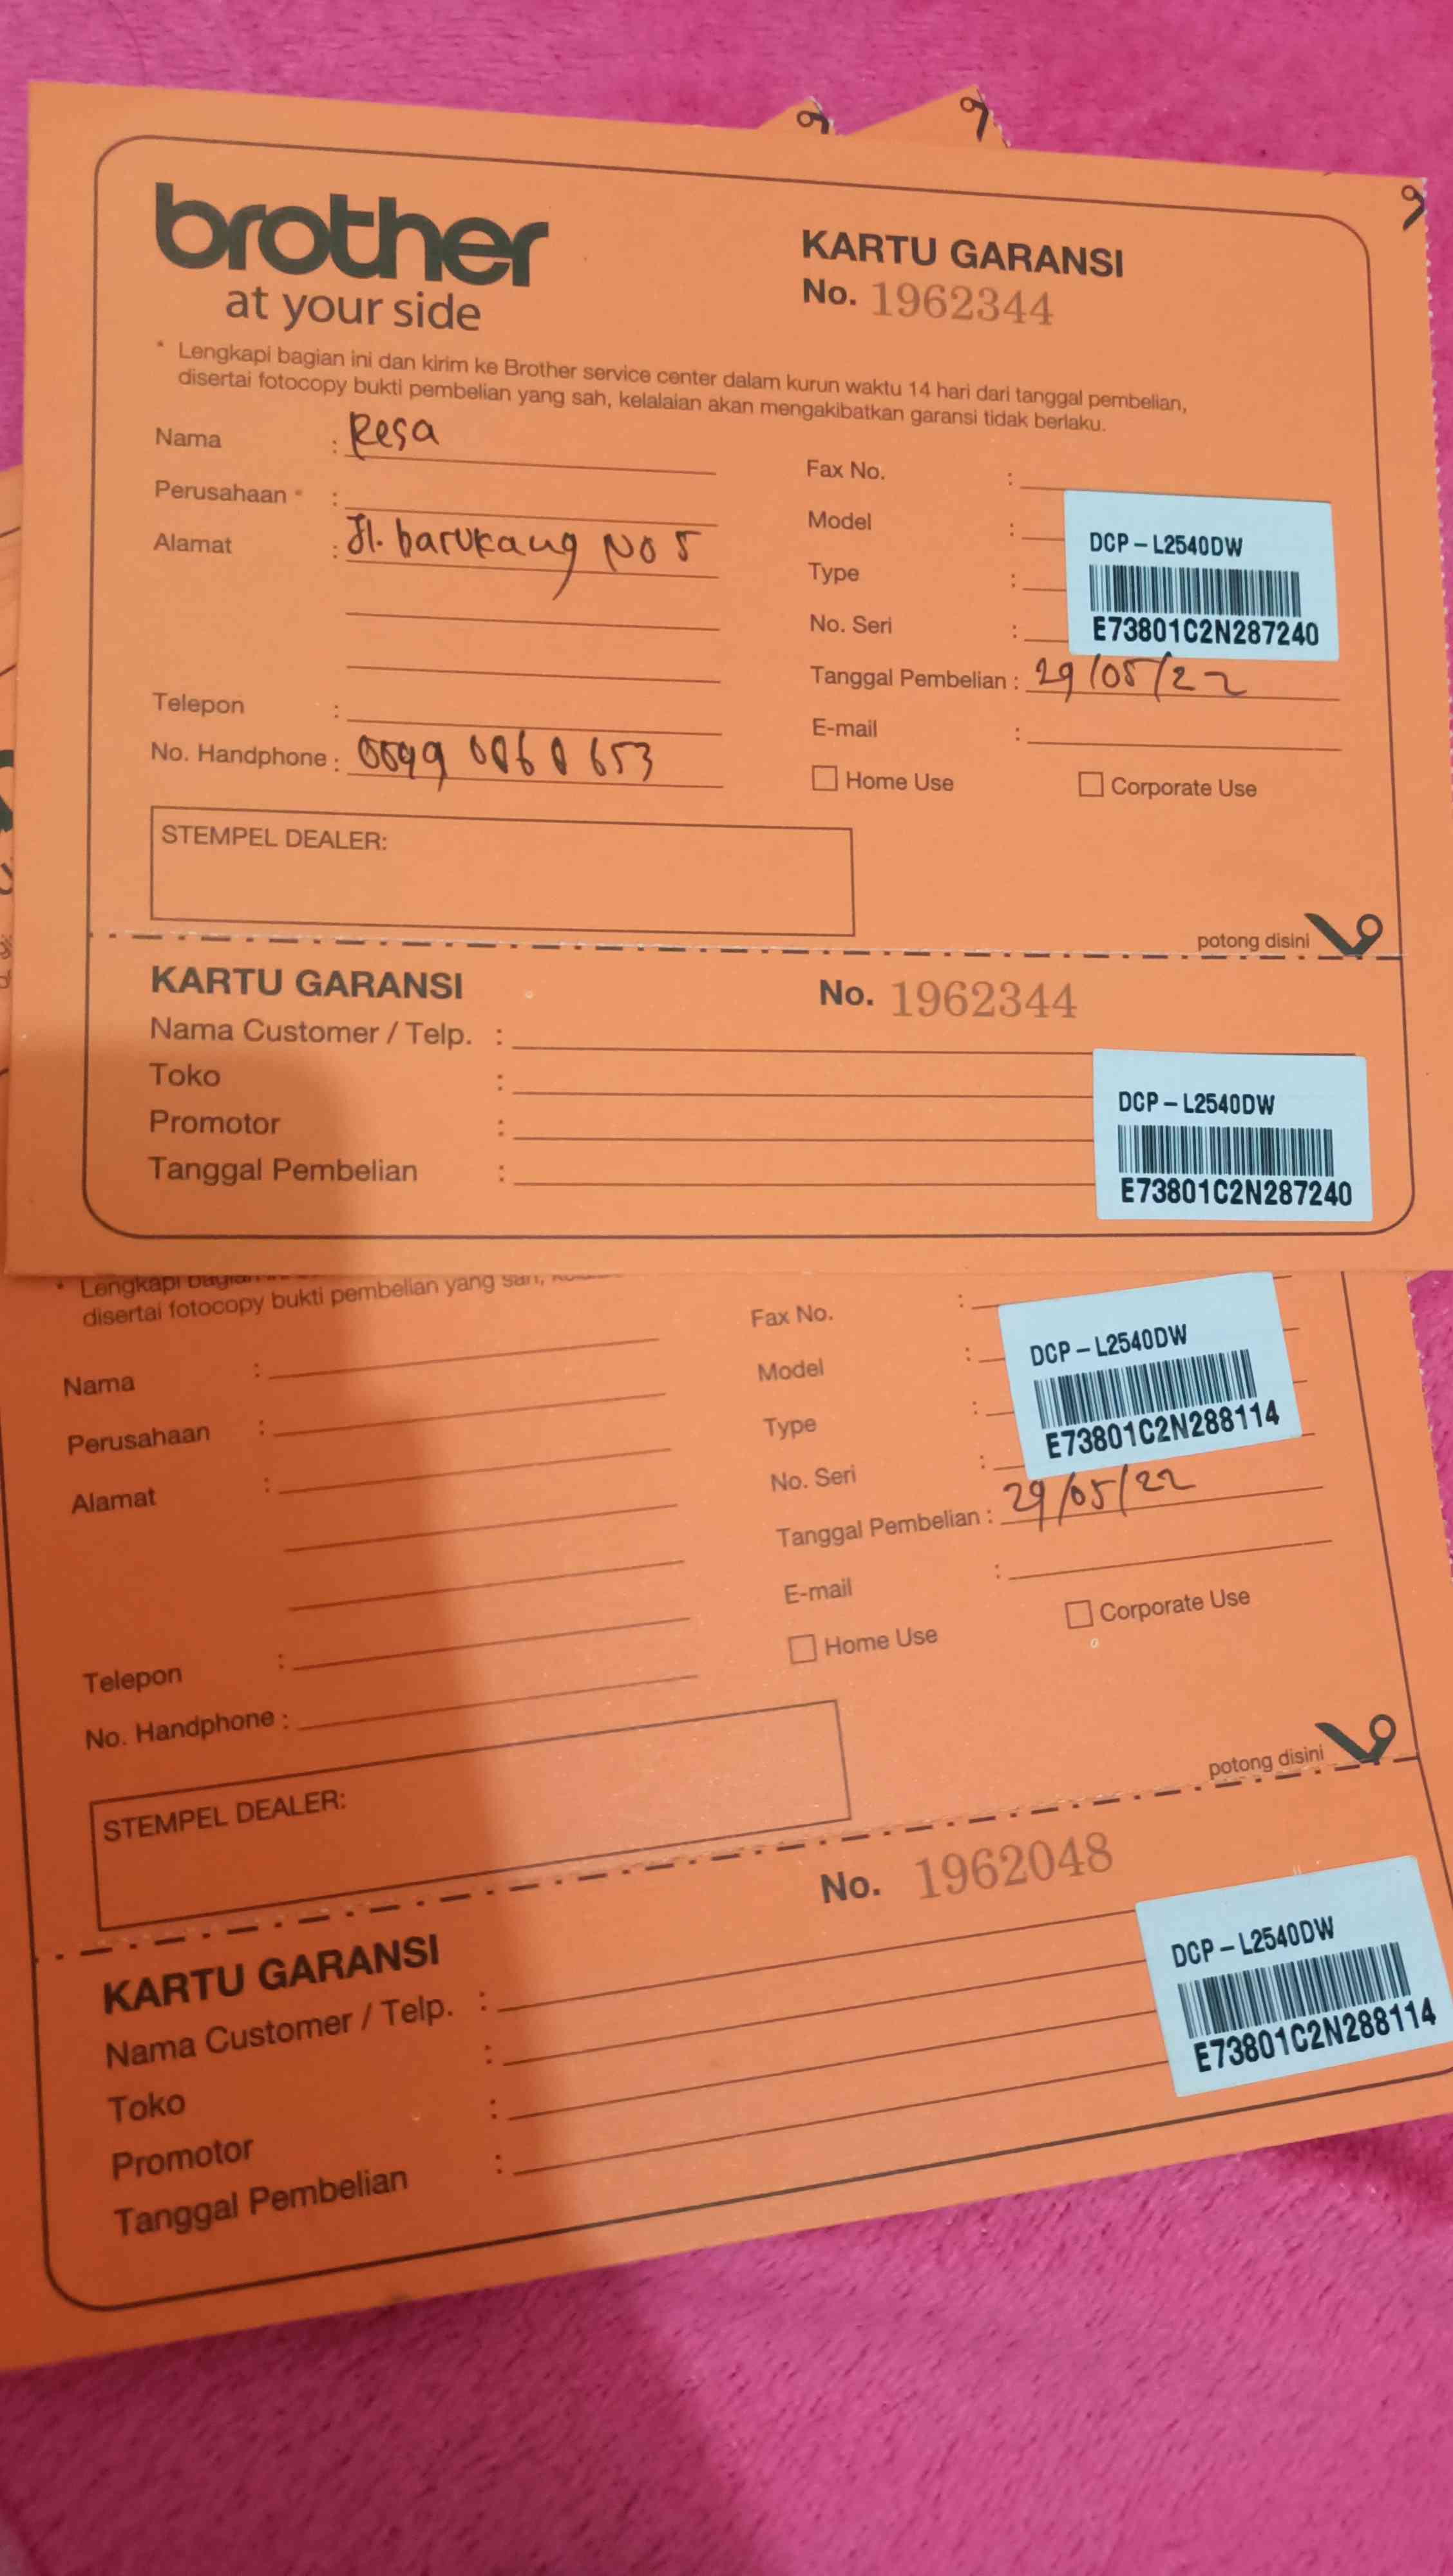 brother
at your side
KARTU GARANSI
No. 1962344
* Lengkapi bagian ini dan kirim ke Brother service center dalam kurun waktu 14 hari dari tanggal pembelian,
disertai fotocopy bukti pembelian yang sah, kelalaian akan mengakibatkan garansi tidak berlaku.
Nama : Resa
Perusahaan :
Alamat : Jl. barukang No 5
Telepon :
No. Handphone :
Fax No. :
Model :
Type :
No. Seri :
DCP-L2540DW
E73801C2N287240
Tanggal Pembelian : 29/05/22
E-mail :
Home Use
Corporate Use
STEMPEL DEALER:
potong disini
KARTU GARANSI
No. 1962344
Nama Customer / Telp. :
Toko :
Promotor :
Tanggal Pembelian :
DCP-L2540DW
E73801C2N287240
* Lengkapi
disertai fotocopy bukti pembelian yang sah,
Nama :
Perusahaan :
Alamat :
Telepon :
No. Handphone :
Fax No. :
Model :
Type :
No. Seri :
DCP-L2540DW
E73801C2N288114
Tanggal Pembelian : 29/05/22
E-mail :
Home Use
Corporate Use
STEMPEL DEALER:
potong disini
KARTU GARANSI
No. 1962048
Nama Customer / Telp. :
Toko :
Promotor :
Tanggal Pembelian :
DCP-L2540DW
E73801C2N288114